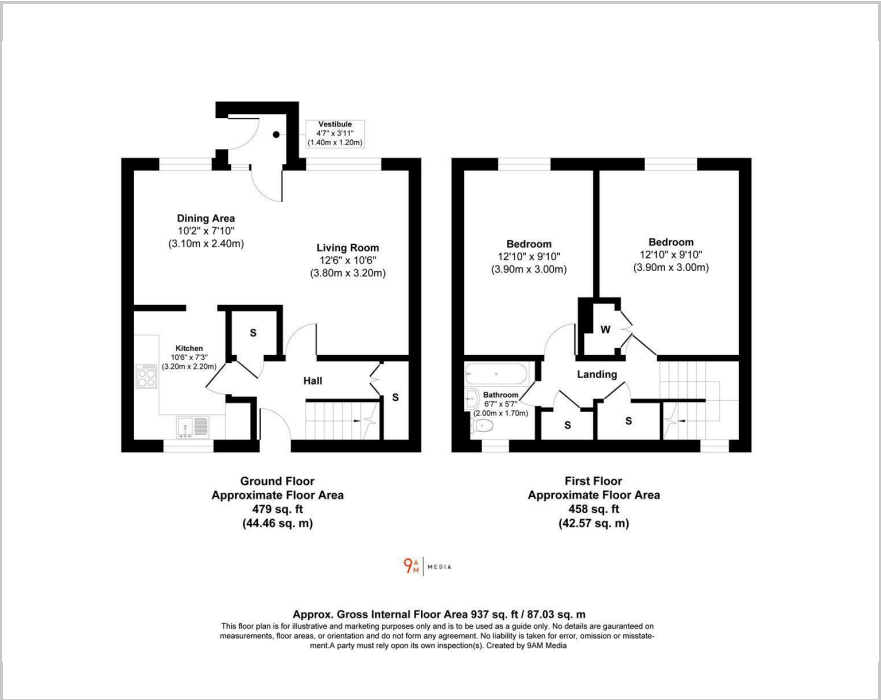 Vestibule
4'7" x 3'11"
(1.40m x 1.20m)
Dining Area
10'2" x 7'10"
(3.10m x 2.40m)
Living Room
12'6" x 10'6"
(3.80m x 3.20m)
Kitchen
10'6" x 7'3"
(3.20m x 2.20m)
S
Hall
S
Bedroom
12'10" x 9'10"
(3.90m x 3.00m)
Bedroom
12'10" x 9'10"
(3.90m x 3.00m)
W
Landing
Bathroom
6'7" x 5'7"
(2.00m x 1.70m)
S
S
Ground Floor
Approximate Floor Area
479 sq. ft
(44.46 sq. m)
First Floor
Approximate Floor Area
458 sq. ft
(42.57 sq. m)
9AM MEDIA
Approx. Gross Internal Floor Area 937 sq. ft / 87.03 sq. m
This floor plan is for illustrative and marketing purposes only and is to be used as a guide only. No details are gauranteed on
measurements, floor areas, or orientation and do not form any agreement. No liability is taken for error, omission or misstate-
ment.A party must rely upon its own inspection(s). Created by 9AM Media